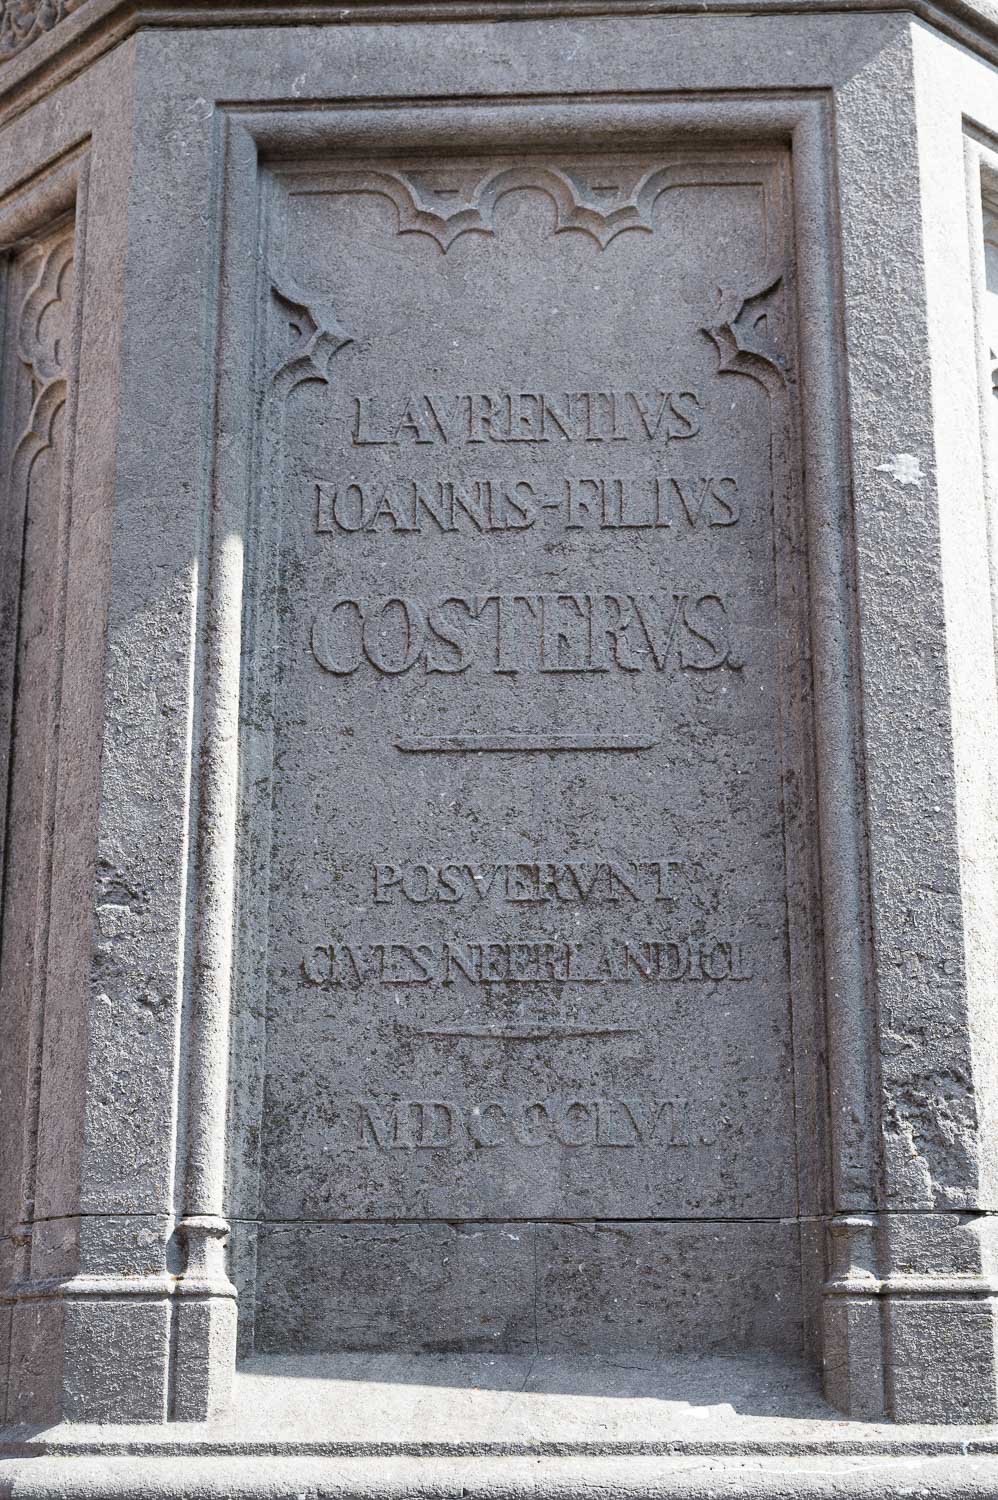 LAVRENTIVS
IOANNIS-FILIVS
COSTERVS.
POSVERVNT
CIVES NEERLANDICI.
MDCCCLVI.